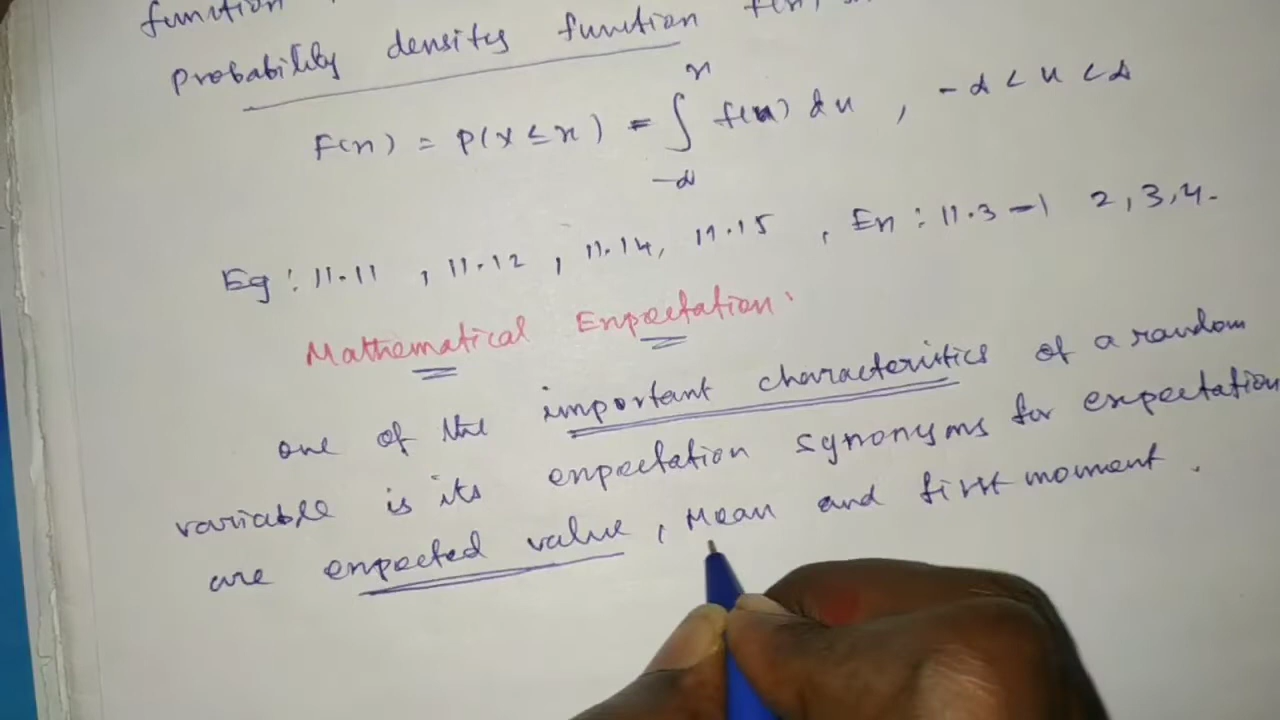 function
Probability density function f(x)
F(x) = P(X ≤ x) = ∫_{-∞}^{x} f(u) du , -∞ < u < ∞
Eg : 11.11 , 11.12 , 11.14, 11.15 , Ex : 11.3 - 1 2, 3, 4.
Mathematical Expectation:
one of the important characteristics of a random
variable is its expectation synonyms for expectation
are expected value , Mean and first moment .